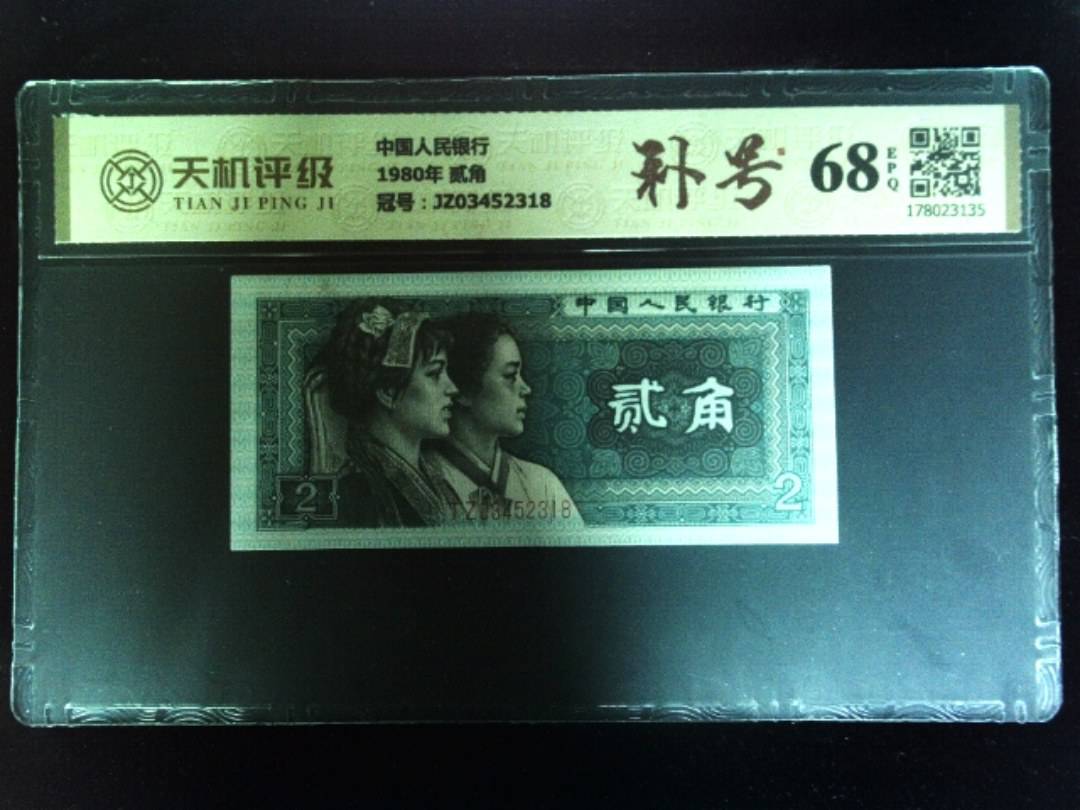 天机评级
TIAN JI PING JI
中国人民银行
1980年 贰角
冠号：JZ03452318
补号
68
EPQ
178023135
中国人民银行
贰角
2
2
JZ03452318